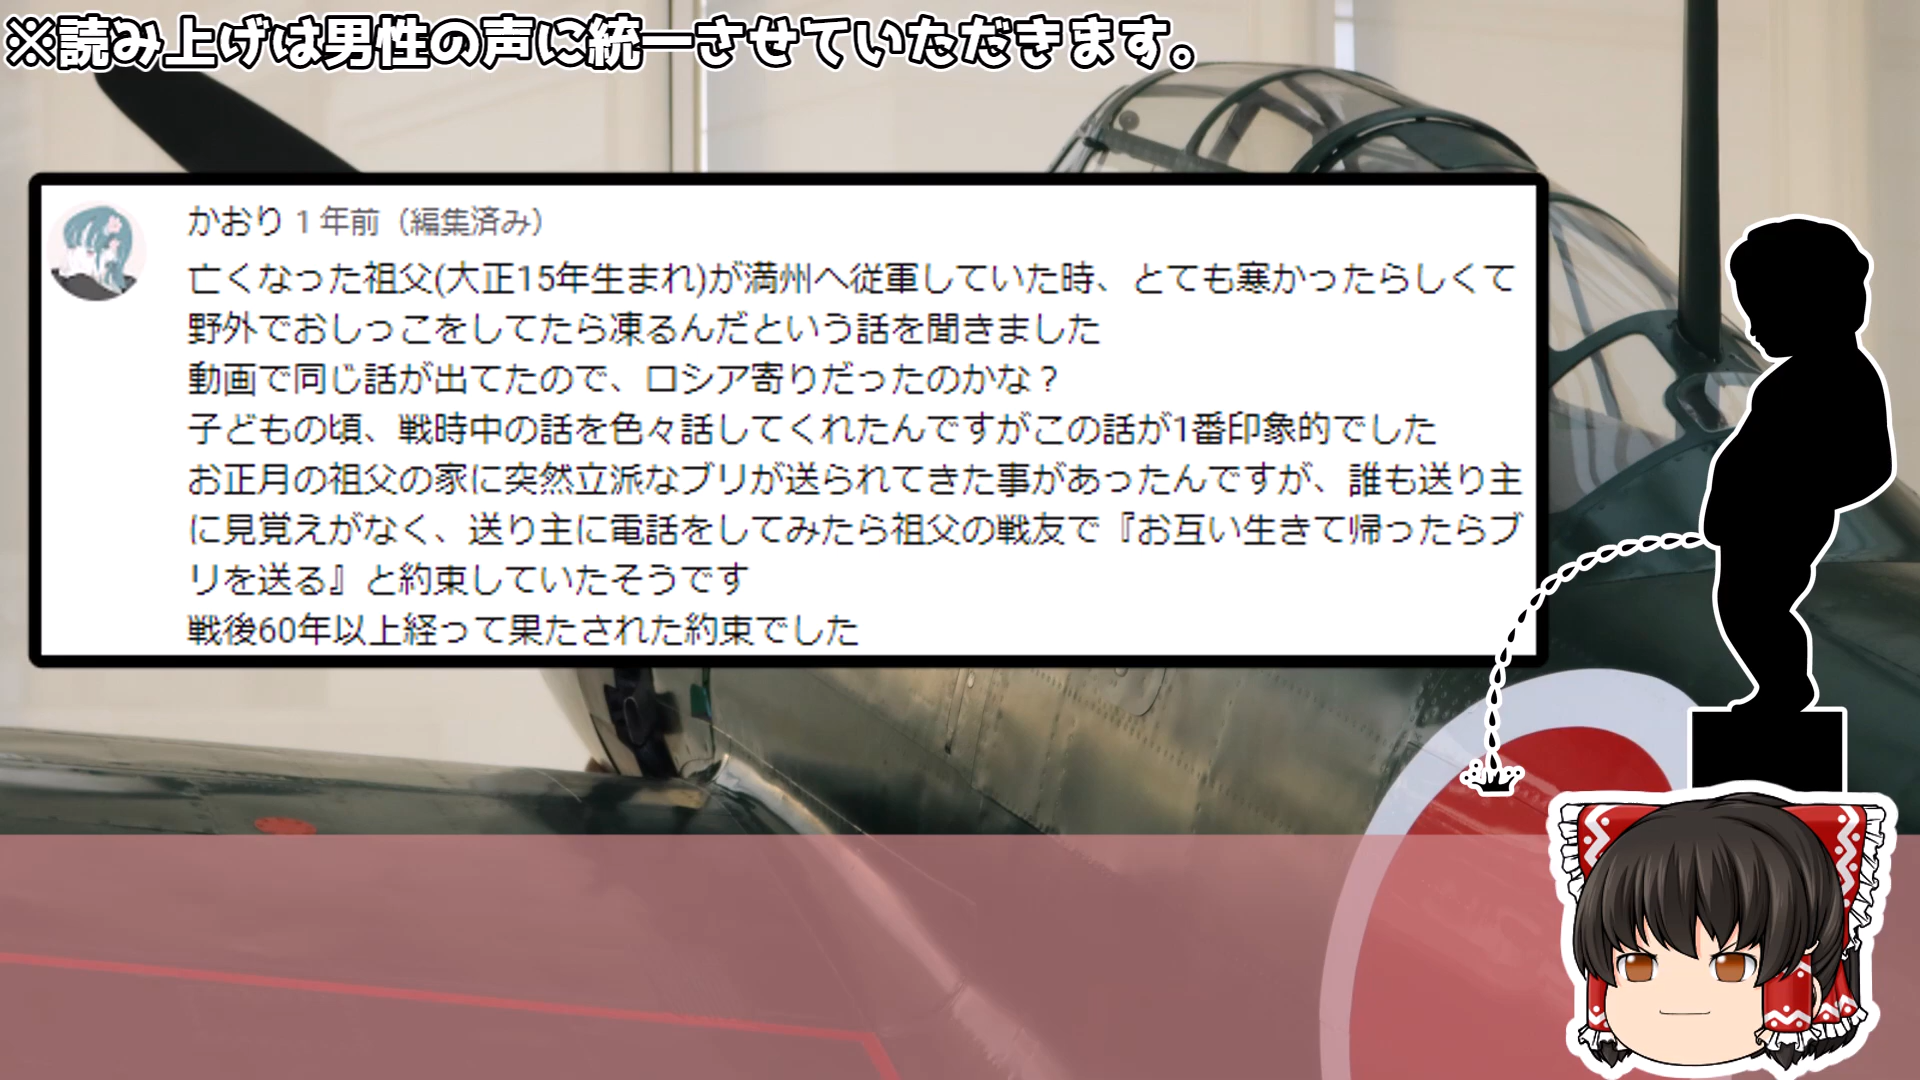 ※読み上げは男性の声に統一させていただきます。
かおり 1 年前（編集済み）
亡くなった祖父(大正15年生まれ)が満州へ従軍していた時、とても寒かったらしくて
野外でおしっこをしてたら凍るんだという話を聞きました
動画で同じ話が出てたので、ロシア寄りだったのかな？
子どもの頃、戦時中の話を色々話してくれたんですがこの話が1番印象的でした
お正月の祖父の家に突然立派なブリが送られてきた事があったんですが、誰も送り主
に見覚えがなく、送り主に電話をしてみたら祖父の戦友で『お互い生きて帰ったらブ
リを送る』と約束していたそうです
戦後60年以上経って果たされた約束でした